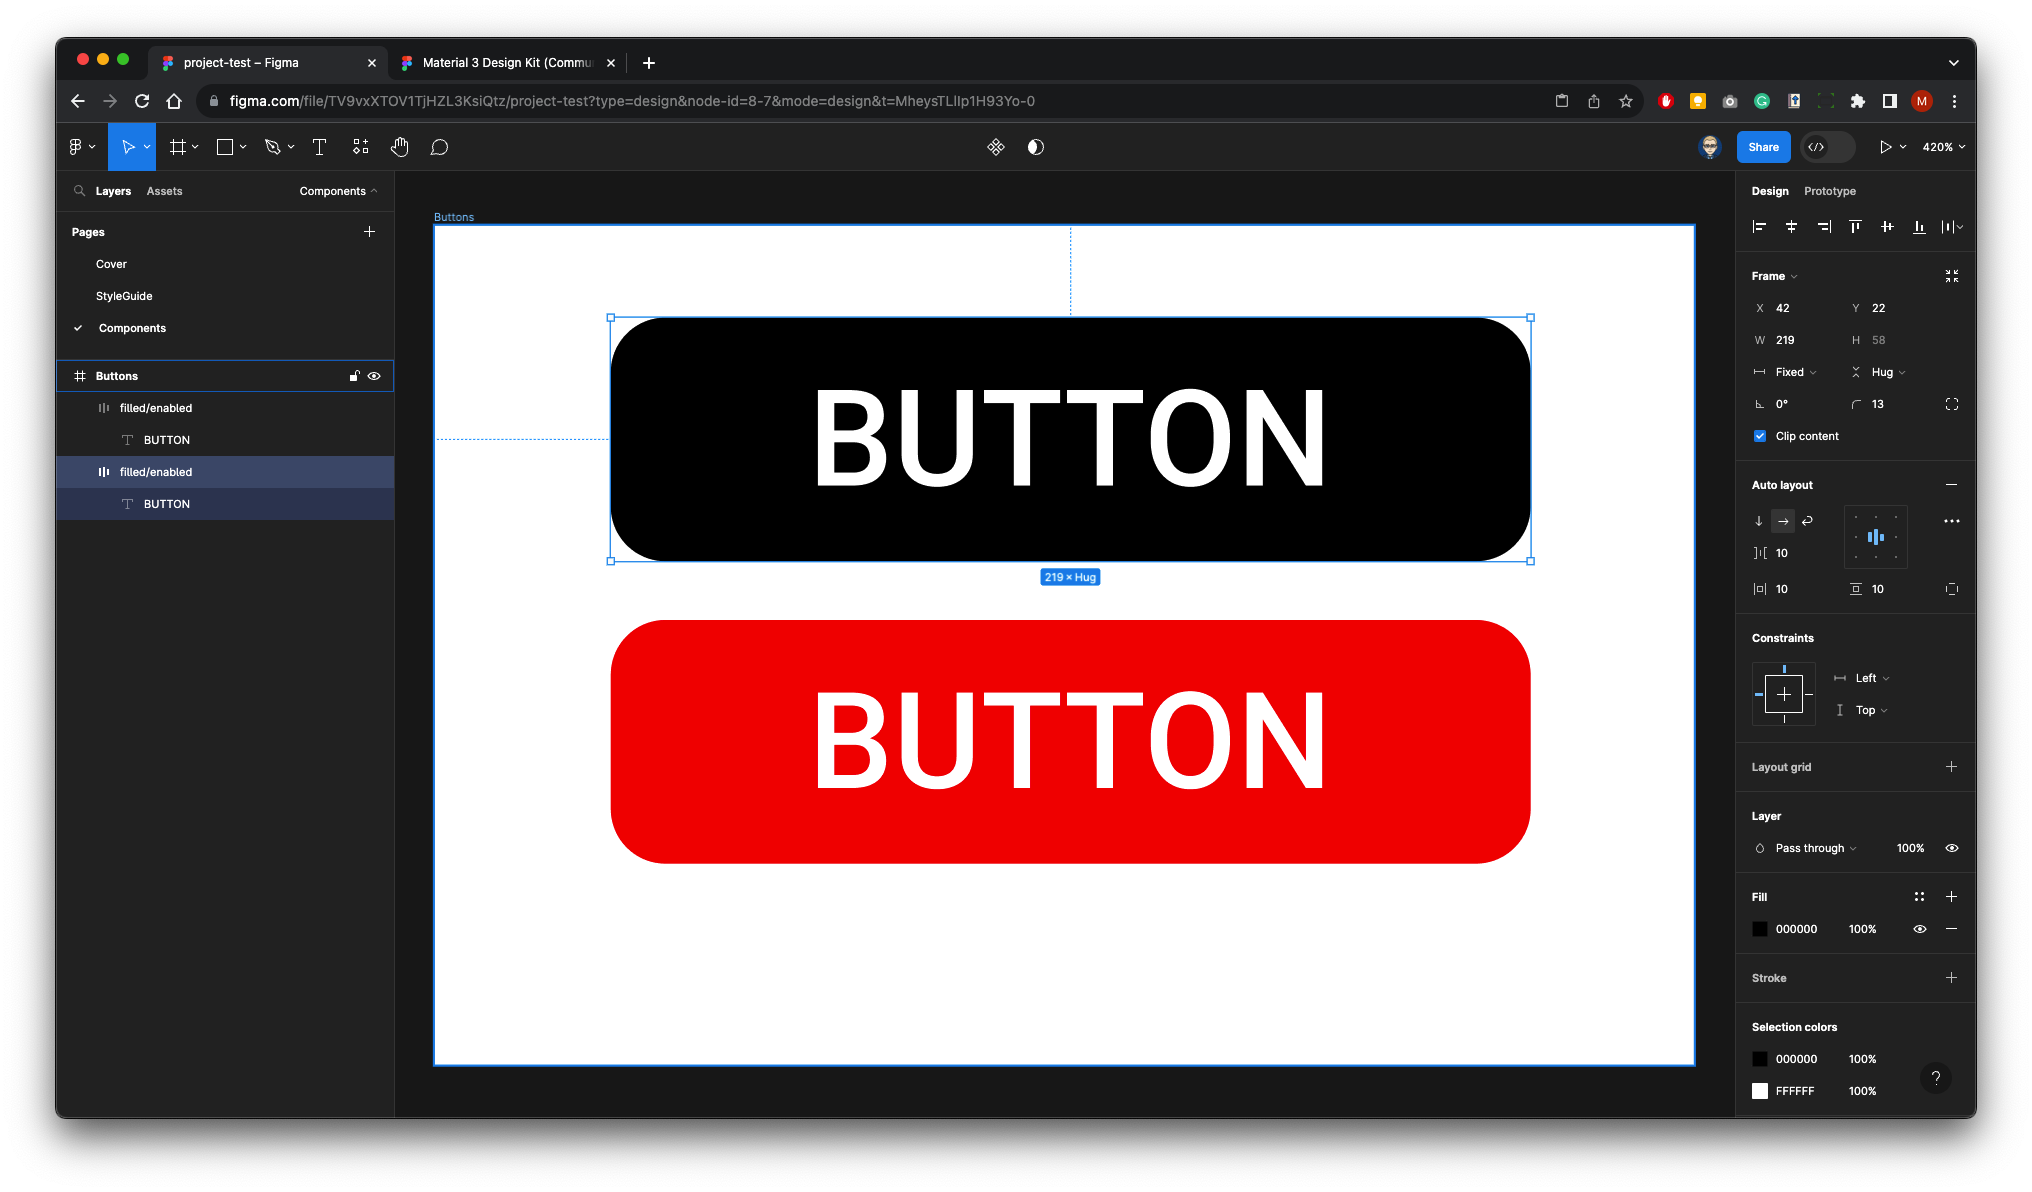 project-test – Figma
Material 3 Design Kit (Commu
figma.com/file/TV9vxXTOV1TjHZL3KsiQtz/project-test?type=design&node-id=8-7&mode=design&t=MheysTLlIp1H93Yo-0
M
Share
420%
Layers Assets Components
Pages
Cover
StyleGuide
Components
Buttons
filled/enabled
BUTTON
filled/enabled
BUTTON
Buttons
BUTTON
219 × Hug
BUTTON
Design Prototype
Frame
X 42 Y 22
W 219 H 58
Fixed Hug
0° 13
Clip content
Auto layout
10
10 10
Constraints
Left
Top
Layout grid
Layer
Pass through 100%
Fill
000000 100%
Stroke
Selection colors
000000 100%
FFFFFF 100%
?